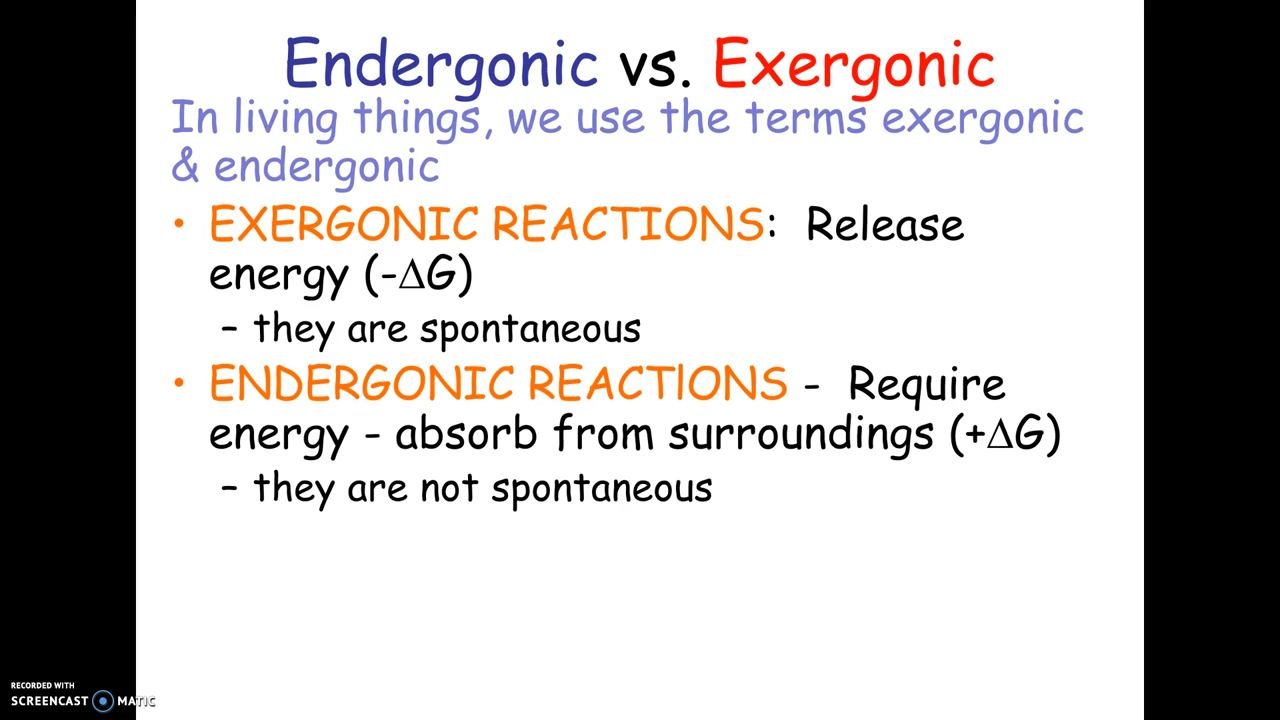 Endergonic vs. Exergonic
In living things, we use the terms exergonic
& endergonic
• EXERGONIC REACTIONS: Release
energy (-∆G)
– they are spontaneous
• ENDERGONIC REACTIONS - Require
energy - absorb from surroundings (+∆G)
– they are not spontaneous
RECORDED WITH
SCREENCAST MATIC